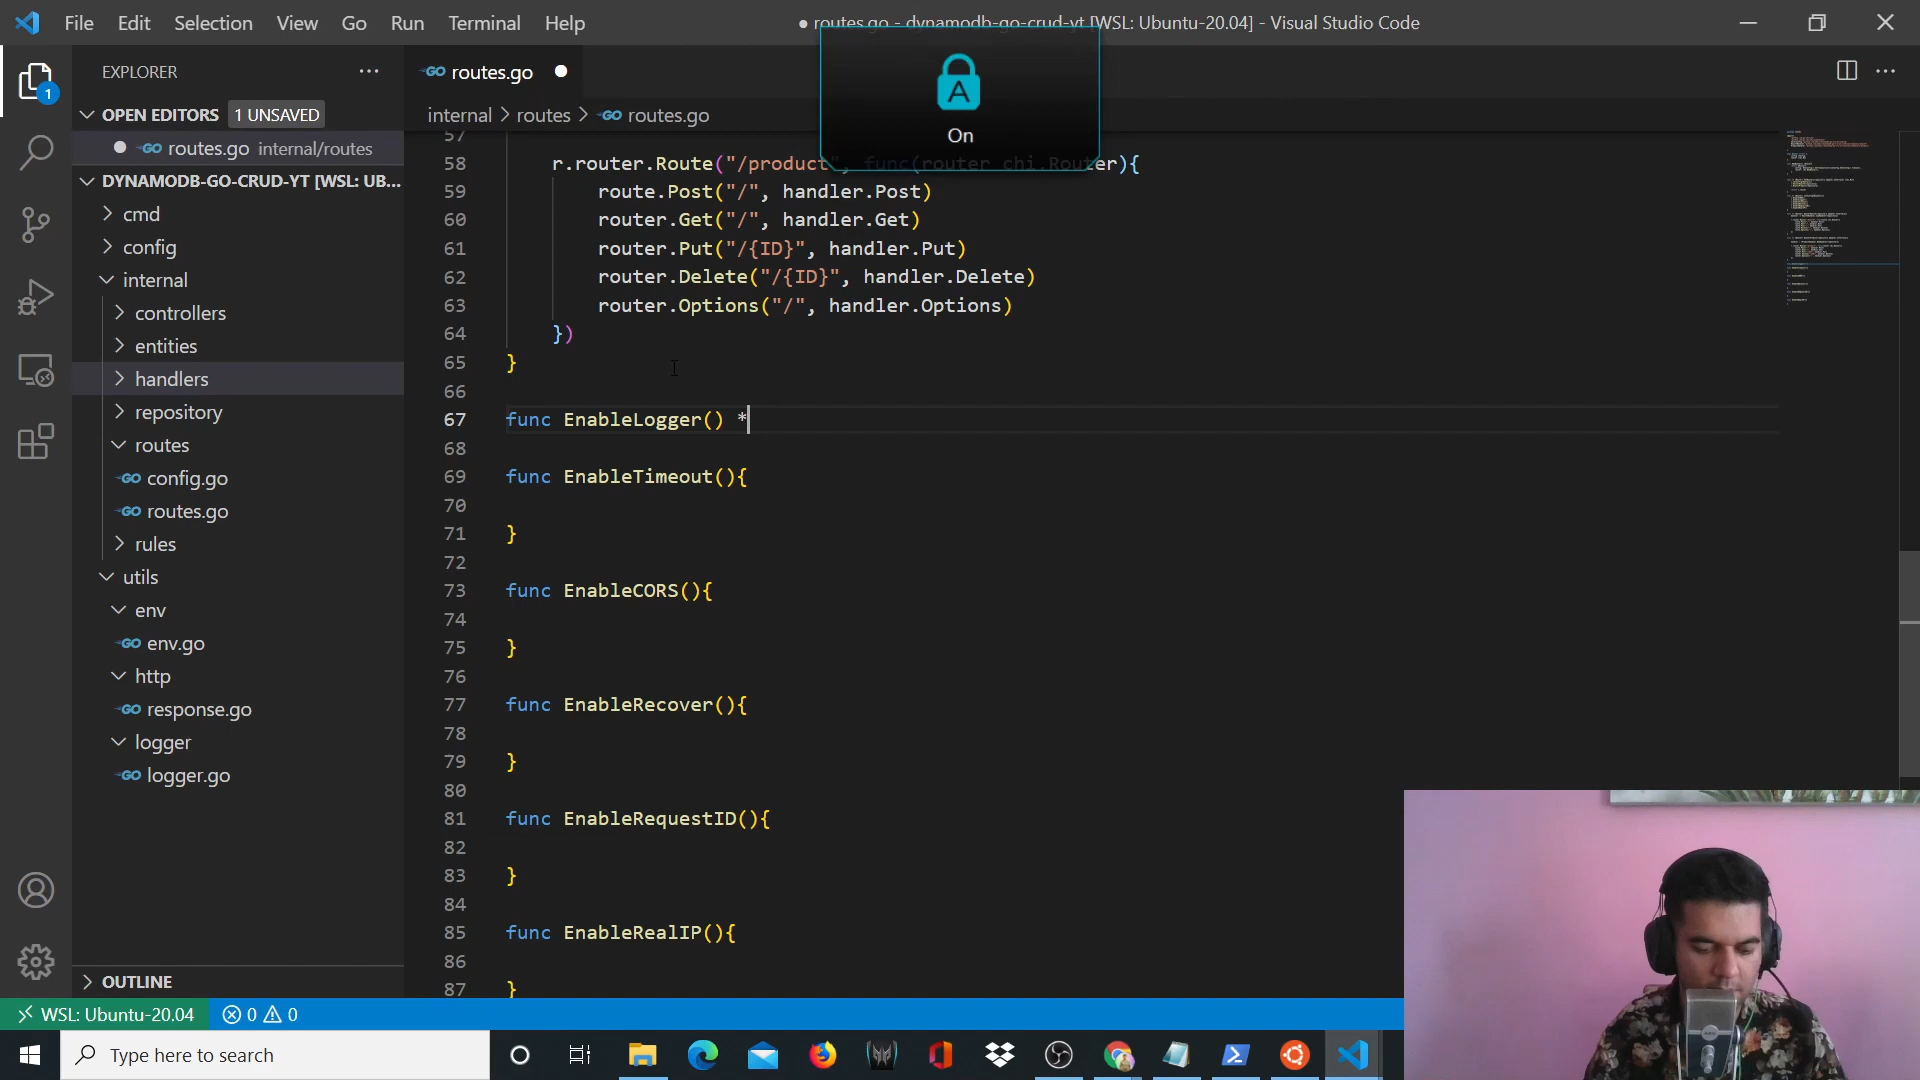 File Edit Selection View Go Run Terminal Help
● routes.go - dynamodb-go-crud-yt [WSL: Ubuntu-20.04] - Visual Studio Code
A
On
EXPLORER
OPEN EDITORS 1 UNSAVED
routes.go internal/routes
DYNAMODB-GO-CRUD-YT [WSL: UB...
cmd
config
internal
controllers
entities
handlers
repository
routes
config.go
routes.go
rules
utils
env
env.go
http
response.go
logger
logger.go
OUTLINE
routes.go
internal > routes > routes.go
57
58 r.router.Route("/product", func(router chi.Router){
59 route.Post("/", handler.Post)
60 router.Get("/", handler.Get)
61 router.Put("/{ID}", handler.Put)
62 router.Delete("/{ID}", handler.Delete)
63 router.Options("/", handler.Options)
64 })
65 }
66
67 func EnableLogger() *
68
69 func EnableTimeout(){
70
71 }
72
73 func EnableCORS(){
74
75 }
76
77 func EnableRecover(){
78
79 }
80
81 func EnableRequestID(){
82
83 }
84
85 func EnableRealIP(){
86
87 }
WSL: Ubuntu-20.04 0 0
Type here to search